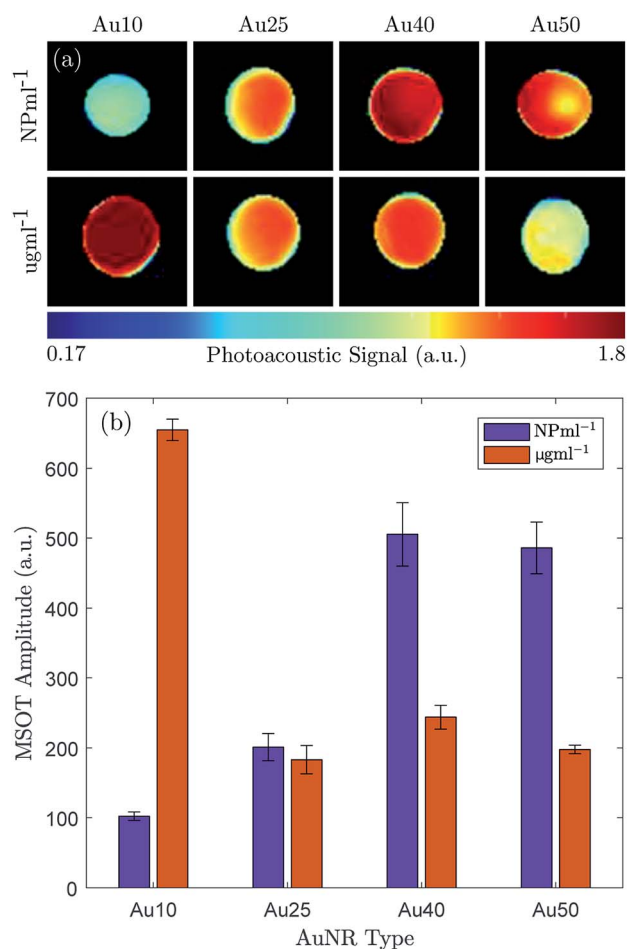 Au10 Au25 Au40 Au50
(a)
NPml⁻¹
ugml⁻¹
0.17 Photoacoustic Signal (a.u.) 1.8
(b)
NPml⁻¹
μgml⁻¹
700
600
500
400
300
200
100
0
MSOT Amplitude (a.u.)
Au10 Au25 Au40 Au50
AuNR Type